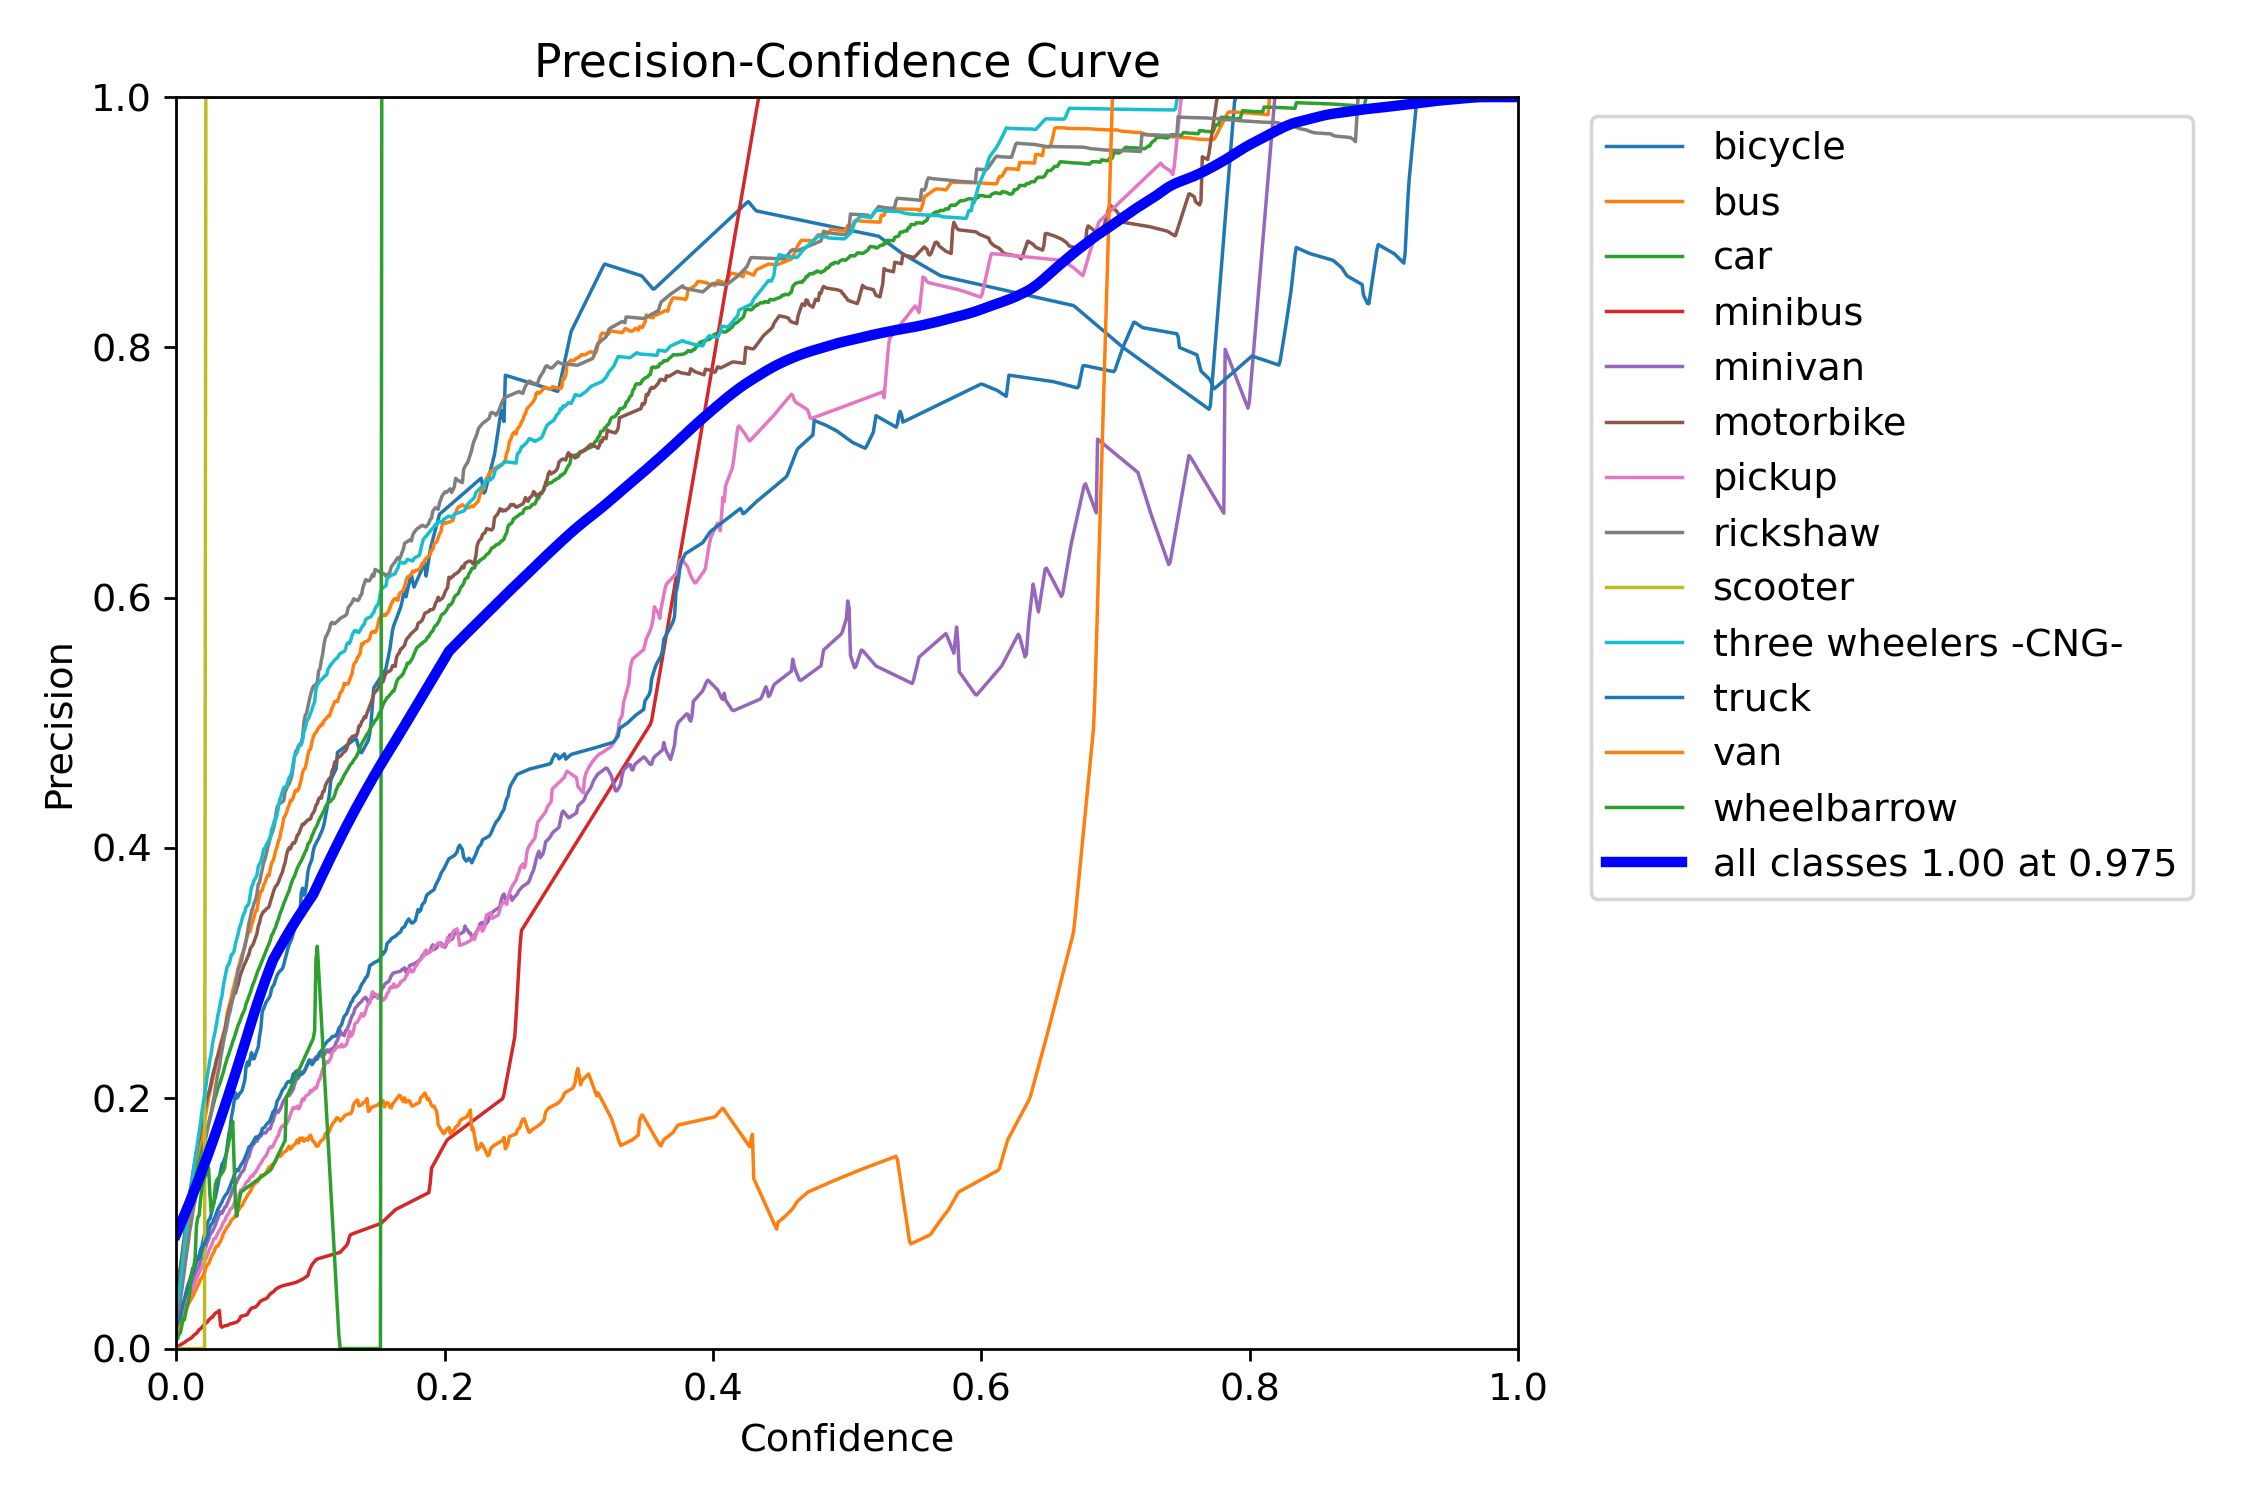 Precision-Confidence Curve
1.0
0.8
0.6
0.4
0.2
0.0
Precision
0.0 0.2 0.4 0.6 0.8 1.0
Confidence
bicycle
bus
car
minibus
minivan
motorbike
pickup
rickshaw
scooter
three wheelers -CNG-
truck
van
wheelbarrow
all classes 1.00 at 0.975